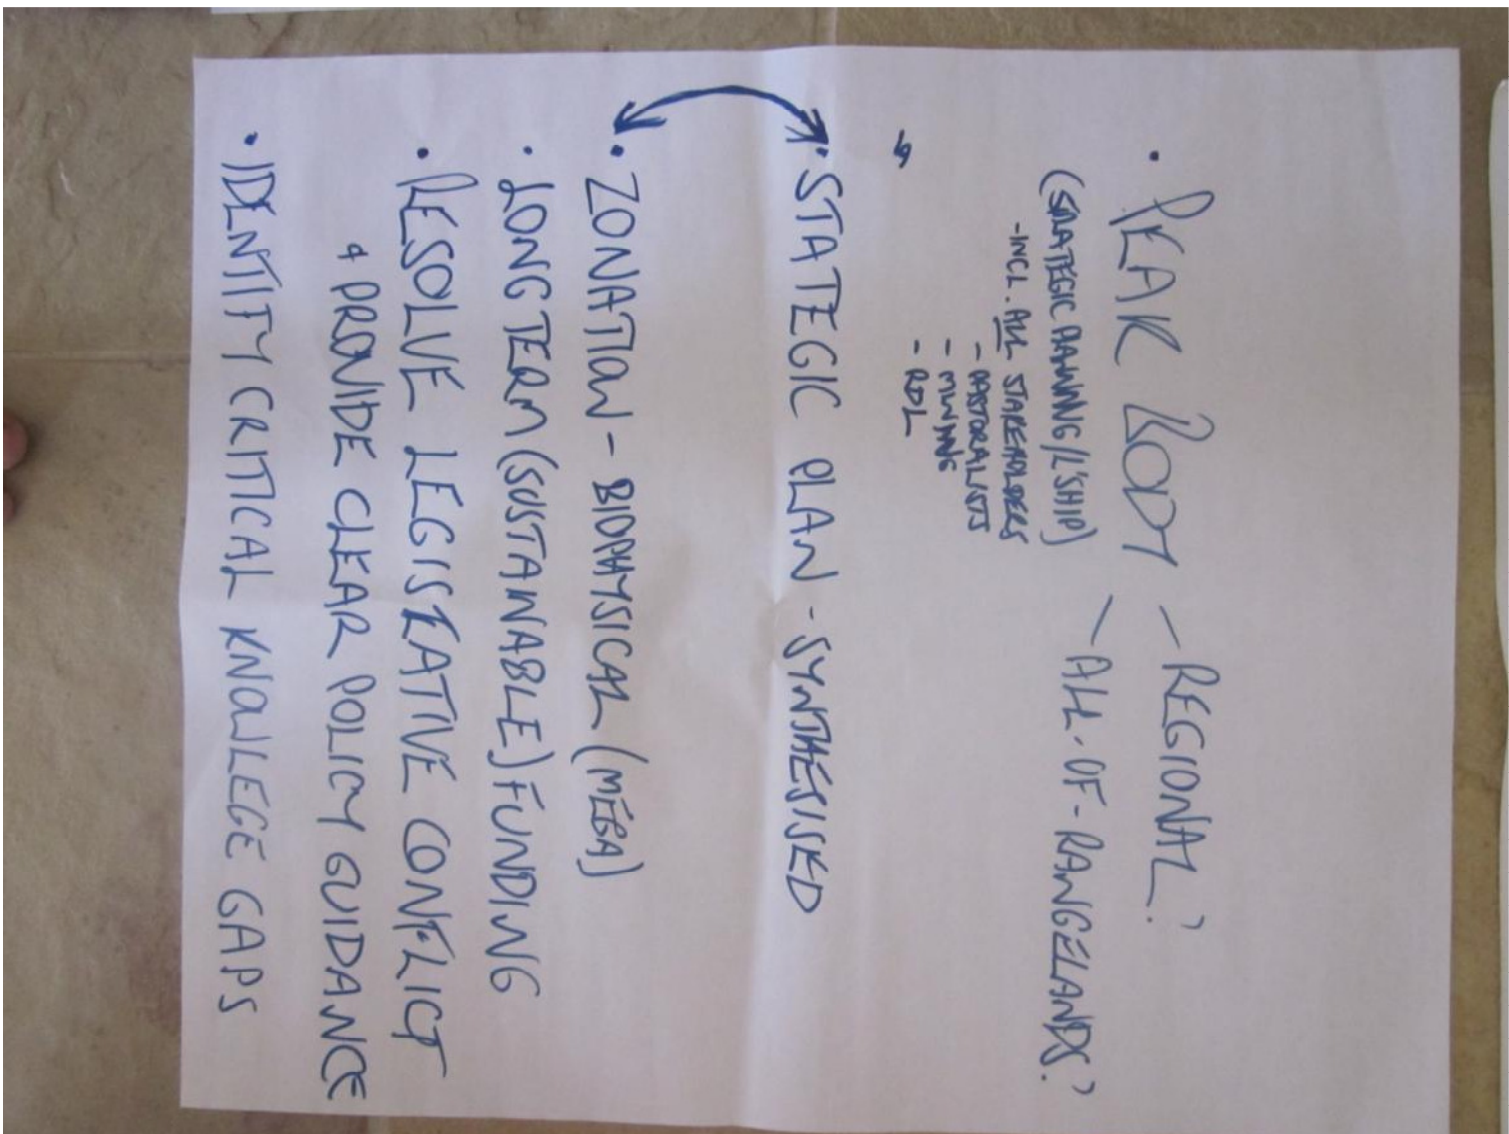 • PEAK BODY – REGIONAL?
– ALL-OF-RANGELANDS?
(STRATEGIC PLANNING/L'SHIP)
- INCL. ALL STAKEHOLDERS
- PASTORALISTS
- MINING
- RDL
• STATEGIC PLAN - SYNTHESISED
• ZONATION - BIOPHYSICAL (MEGA)
• LONG TERM (SUSTAINABLE) FUNDING
• RESOLVE LEGISLATIVE CONFLICT
& PROVIDE CLEAR POLICY GUIDANCE
• IDENTIFY CRITICAL KNOWLEGE GAPS